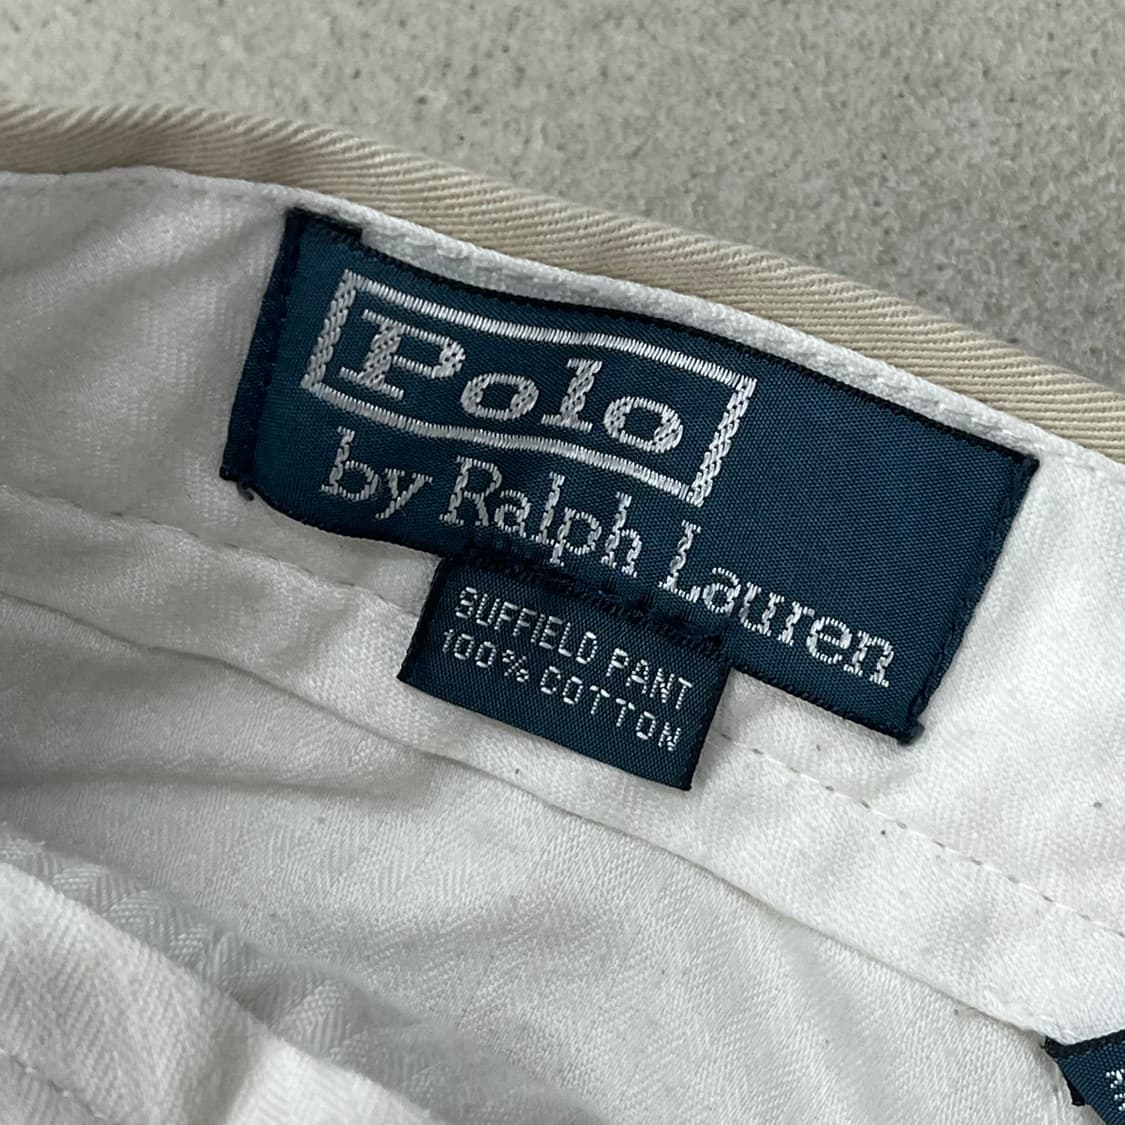 Polo
by Ralph Lauren
SUFFIELD PANT
100% COTTON